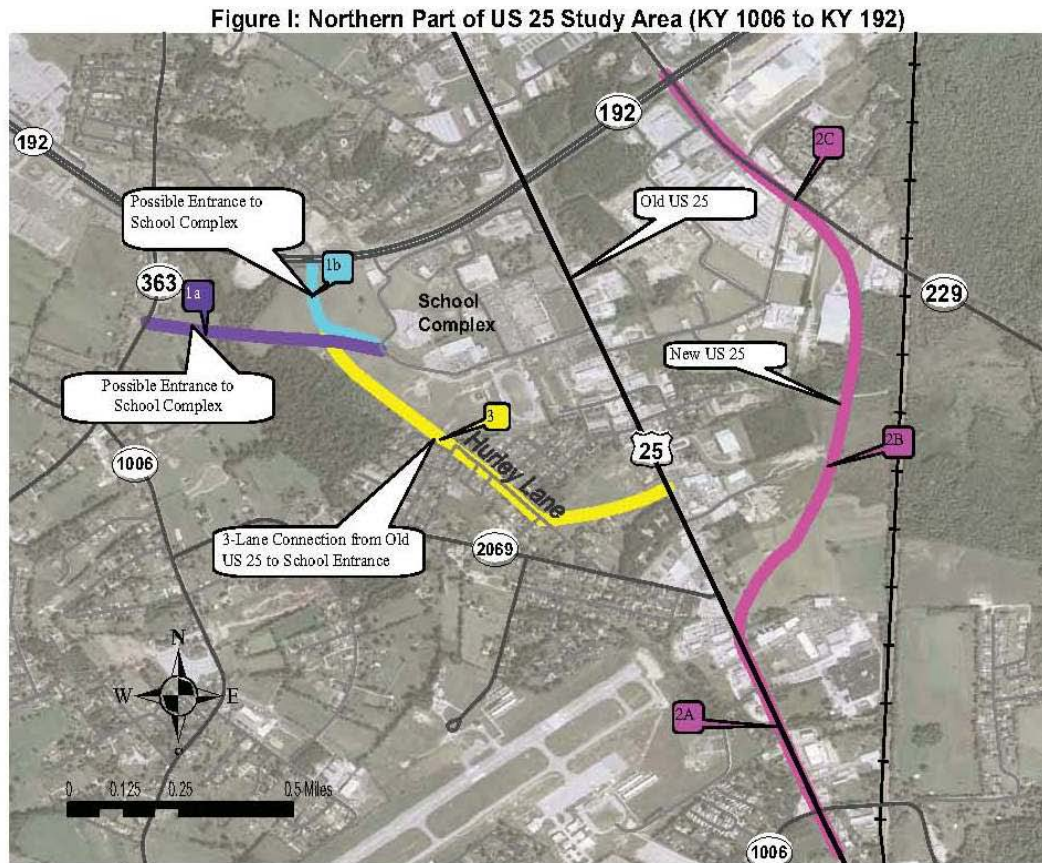 Figure I: Northern Part of US 25 Study Area (KY 1006 to KY 192)
192
192
2C
Possible Entrance to
School Complex
Old US 25
363
1b
1a
School
Complex
229
New US 25
Possible Entrance to
School Complex
3
Hurley Lane
25
2B
1006
3-Lane Connection from Old
US 25 to School Entrance
2069
N
W
E
S
2A
0
0.125
0.25
0.5 Miles
1006